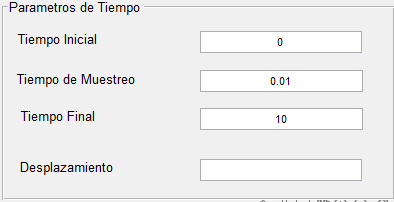 Parametros de Tiempo
Tiempo Inicial
0
Tiempo de Muestreo
0.01
Tiempo Final
10
Desplazamiento